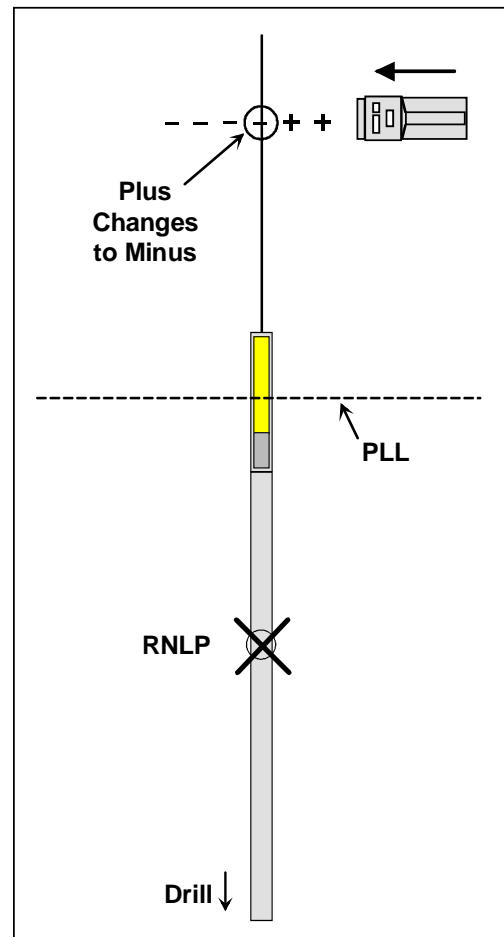 - - - - + +
Plus
Changes
to Minus
PLL
RNLP
Drill